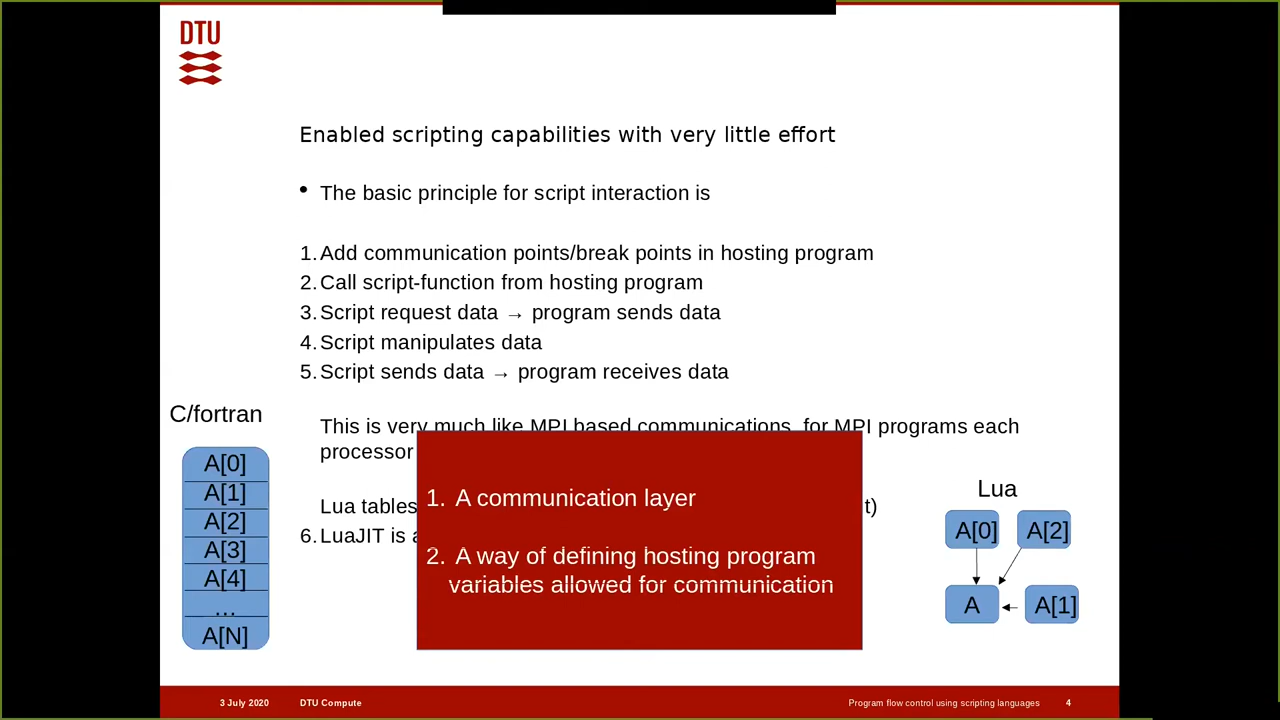 DTU
Enabled scripting capabilities with very little effort
• The basic principle for script interaction is
1. Add communication points/break points in hosting program
2. Call script-function from hosting program
3. Script request data → program sends data
4. Script manipulates data
5. Script sends data → program receives data
This is very much like MPI based communications, for MPI programs each
processor
Lua tables t)
6. LuaJIT is a
1. A communication layer
2. A way of defining hosting program
variables allowed for communication
C/fortran
A[0]
A[1]
A[2]
A[3]
A[4]
...
A[N]
Lua
A[0] A[2]
A A[1]
3 July 2020 DTU Compute Program flow control using scripting languages 4